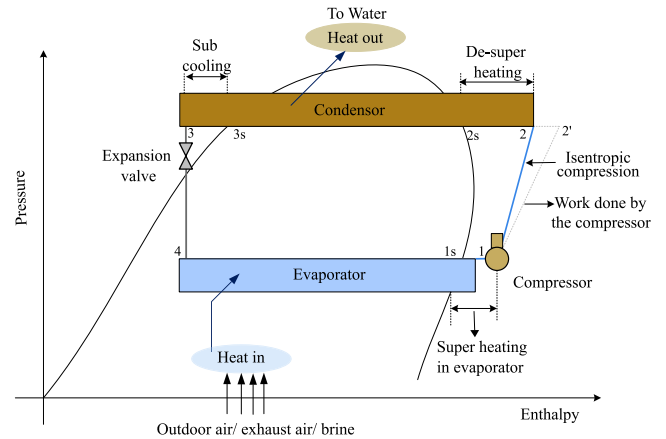 To Water
Heat out
Sub
cooling
De-super
heating
Condensor
3
3s
2s
2
2'
Expansion
valve
Isentropic
compression
Work done by
the compressor
Pressure
4
1s
1
Evaporator
Compressor
Super heating
in evaporator
Heat in
Enthalpy
Outdoor air/ exhaust air/ brine